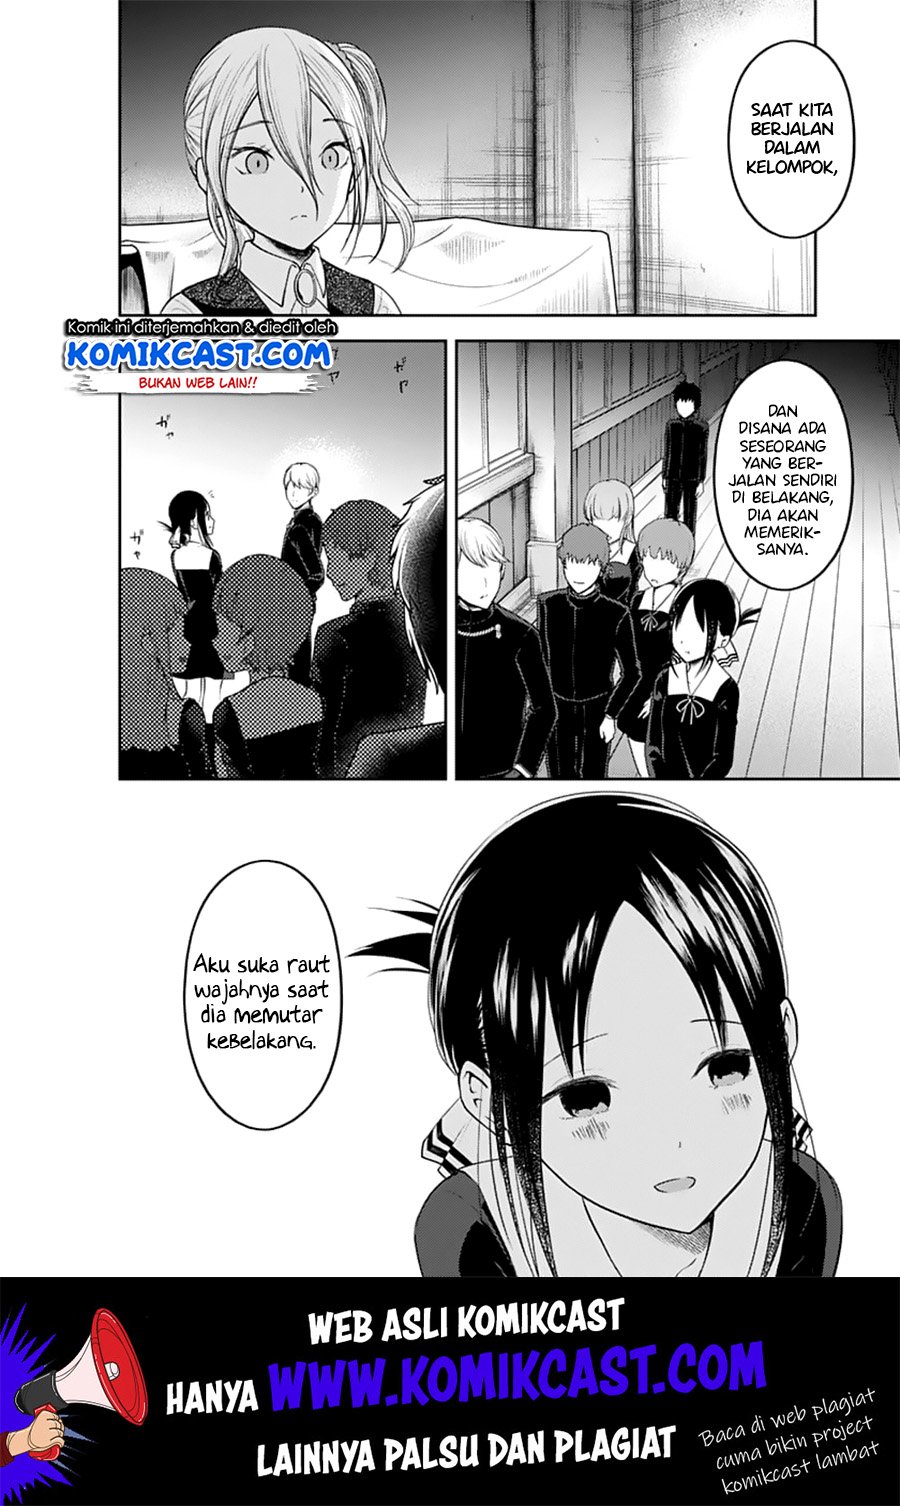 SAAT KITA
BERJALAN
DALAM
KELOMPOK,
Komik ini diterjemahkan & diedit oleh
KOMIKCAST.COM
BUKAN WEB LAIN!!
DAN
DISANA ADA
SESEORANG
YANG BER-
JALAN SENDIRI
DI BELAKANG,
DIA AKAN
MEMERIK-
SANYA.
Aku suka raut
wajahnya saat
dia memutar
keBelakang.
WEB ASLI KOMIKCAST
HANYA WWW.KOMIKCAST.COM
LAINNYA PALSU DAN PLAGIAT
Baca di web plagiat
cuma bikin project
komikcast lambat